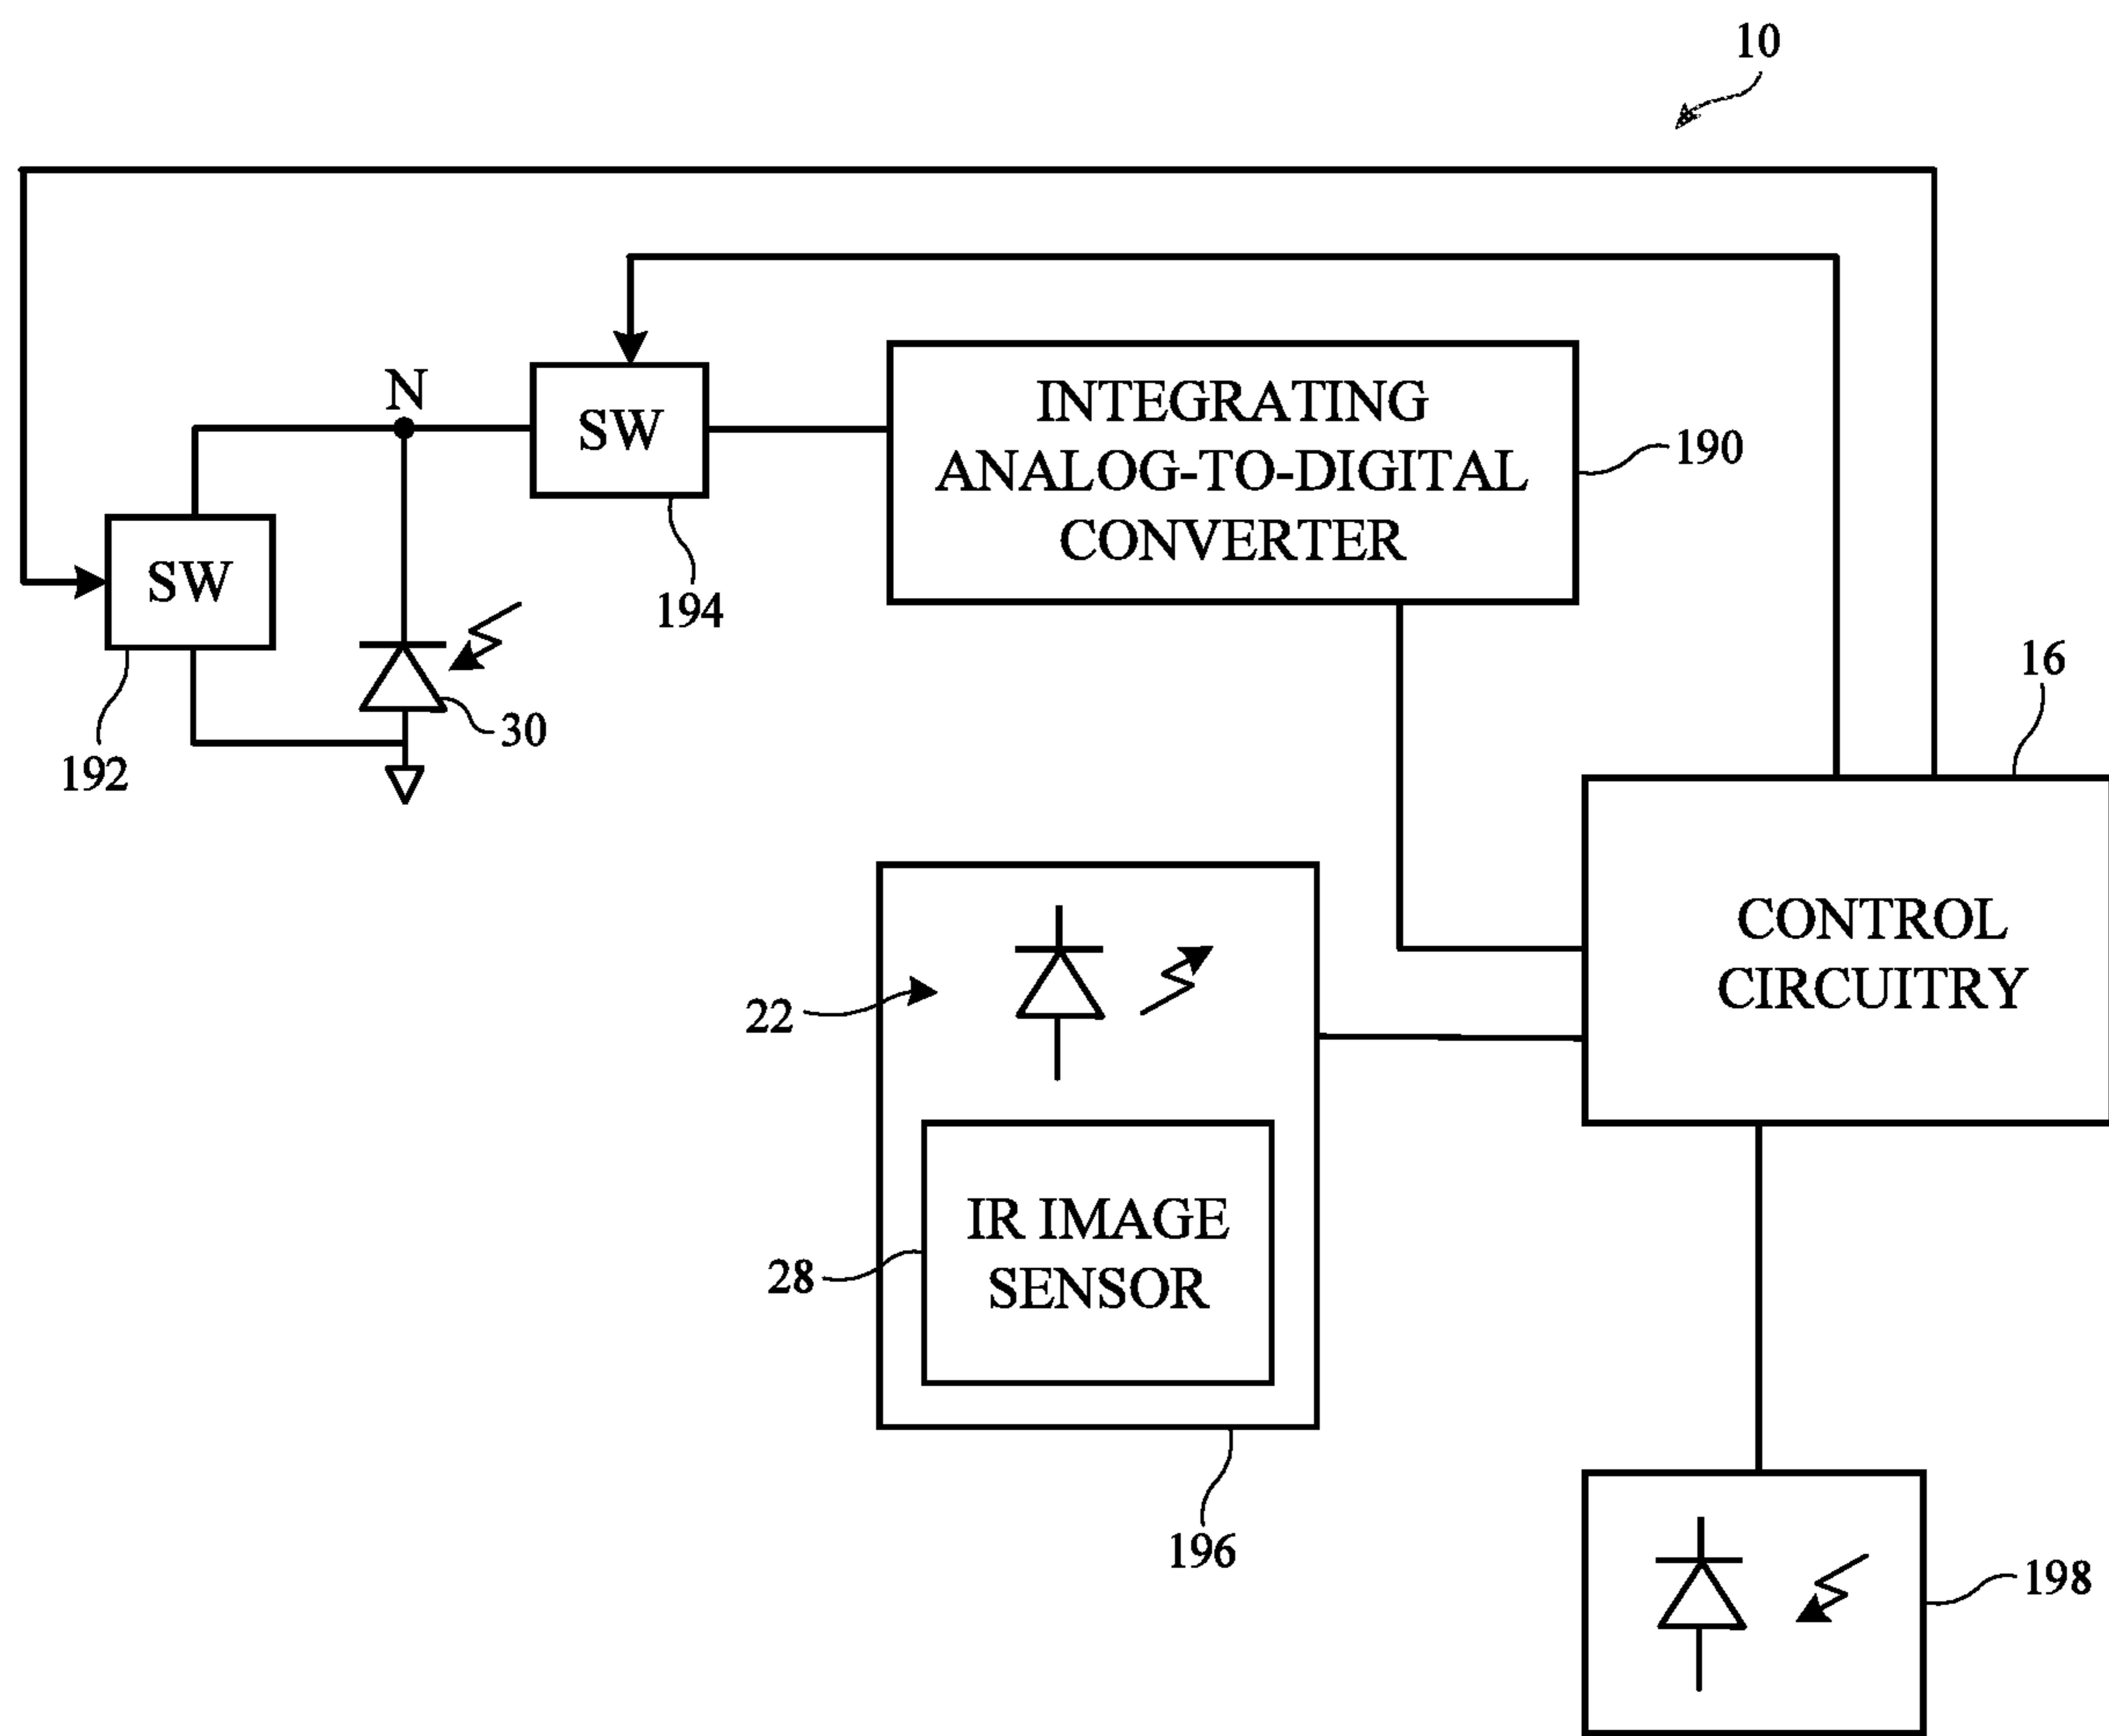 10
N
SW
INTEGRATING
ANALOG-TO-DIGITAL
CONVERTER
190
SW
194
16
30
192
CONTROL
CIRCUITRY
22
IR IMAGE
SENSOR
28
196
198